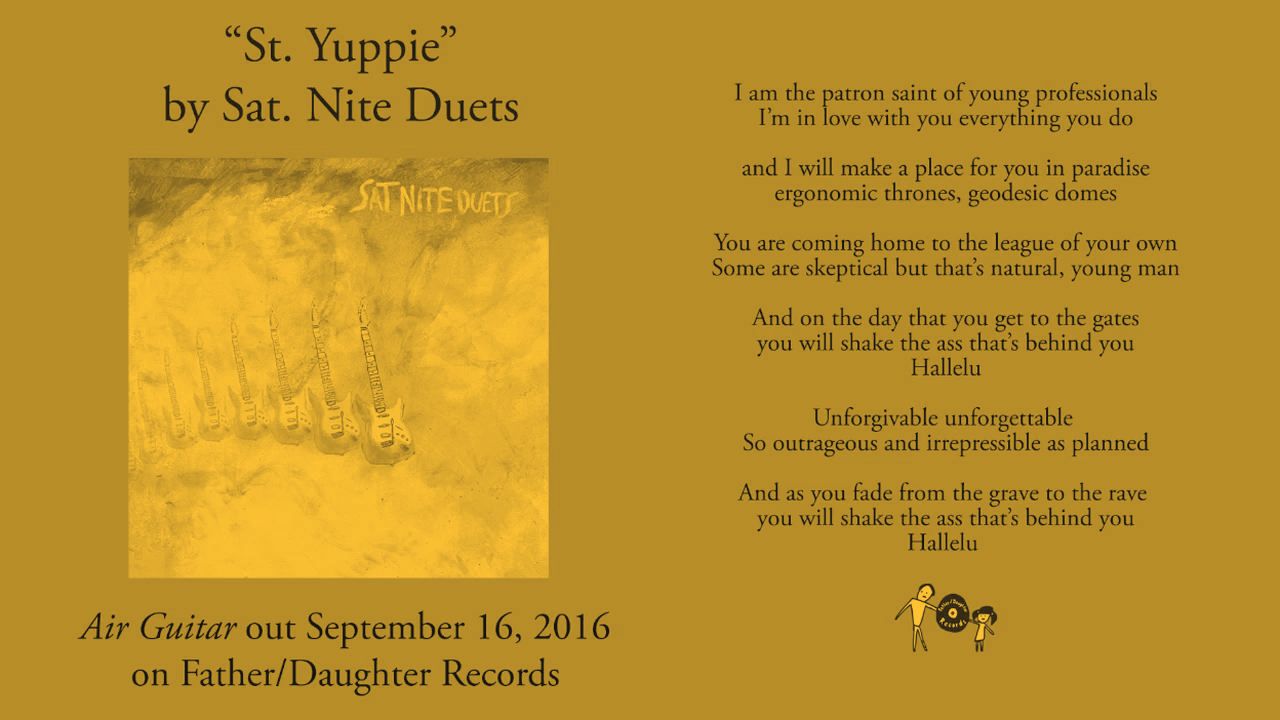 “St. Yuppie”
by Sat. Nite Duets
SAT NITE DUETS
Air Guitar out September 16, 2016
on Father/Daughter Records
I am the patron saint of young professionals
I’m in love with you everything you do
and I will make a place for you in paradise
ergonomic thrones, geodesic domes
You are coming home to the league of your own
Some are skeptical but that’s natural, young man
And on the day that you get to the gates
you will shake the ass that’s behind you
Hallelu
Unforgivable unforgettable
So outrageous and irrepressible as planned
And as you fade from the grave to the rave
you will shake the ass that’s behind you
Hallelu
Father/Daughter
Records